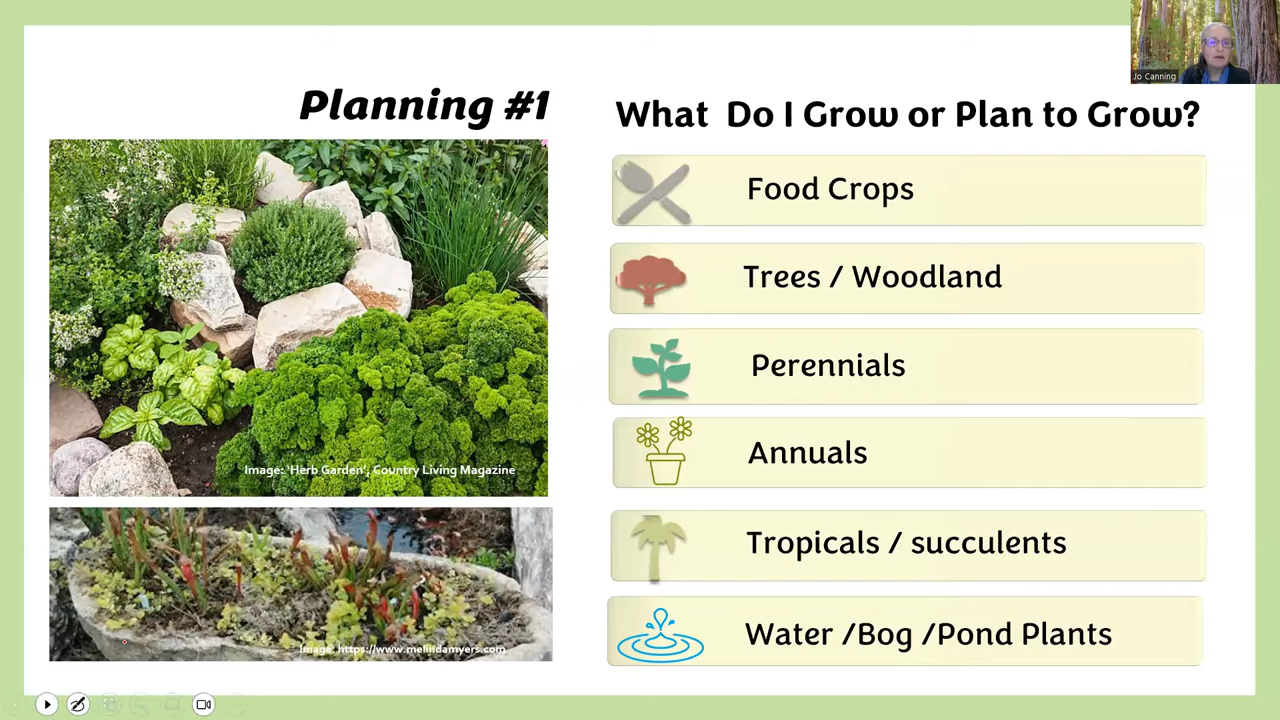 Jo Canning
Planning #1
What Do I Grow or Plan to Grow?
Food Crops
Trees / Woodland
Perennials
Annuals
Tropicals / succulents
Water /Bog /Pond Plants
Image: 'Herb Garden', Country Living Magazine
Image: https://www.melindamyers.com